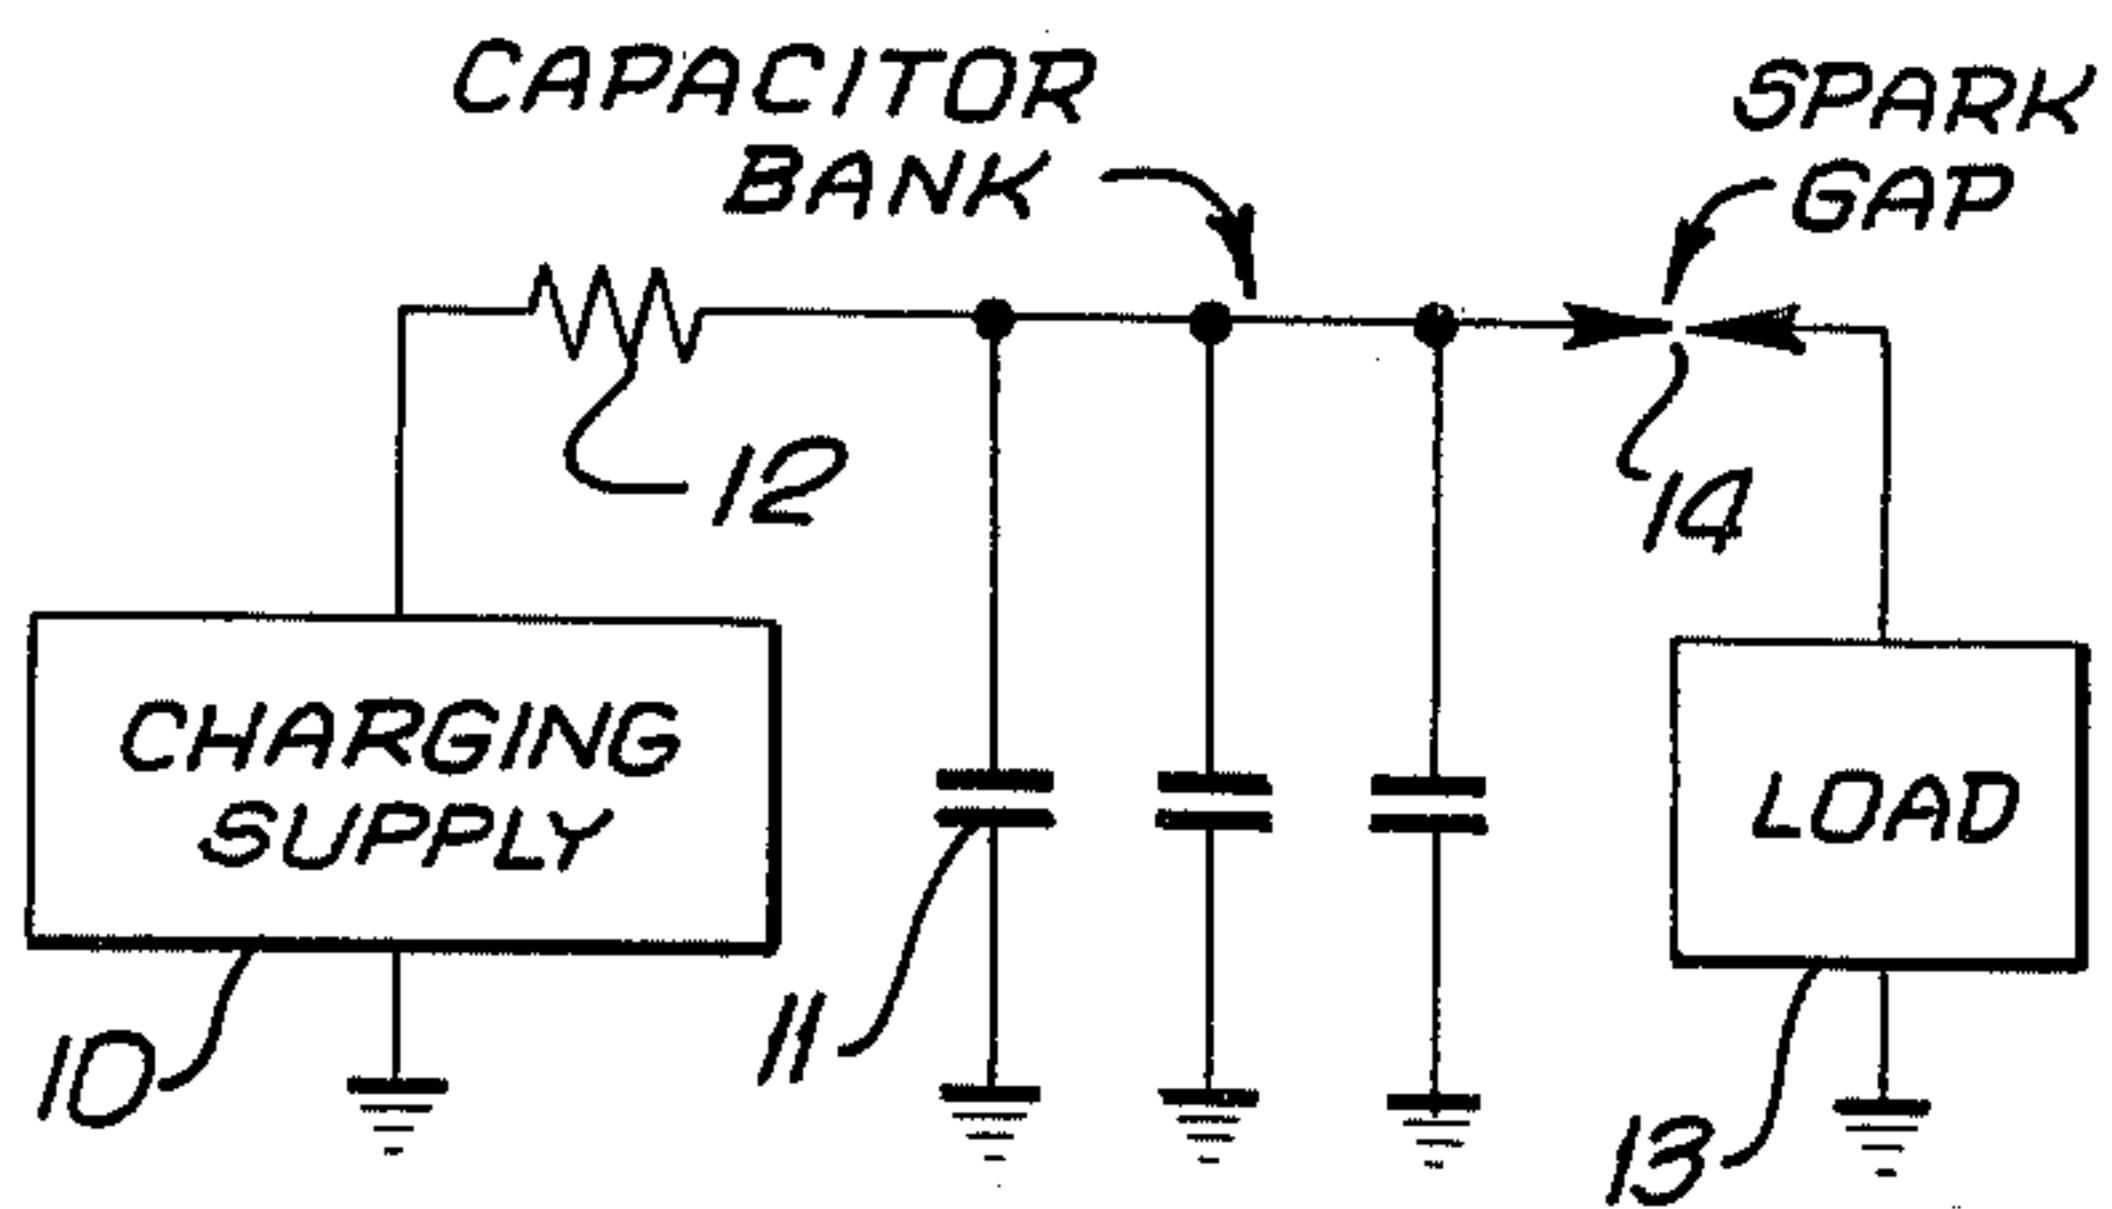 CAPACITOR
BANK
SPARK
GAP
12
14
CHARGING
SUPPLY
LOAD
10
11
13